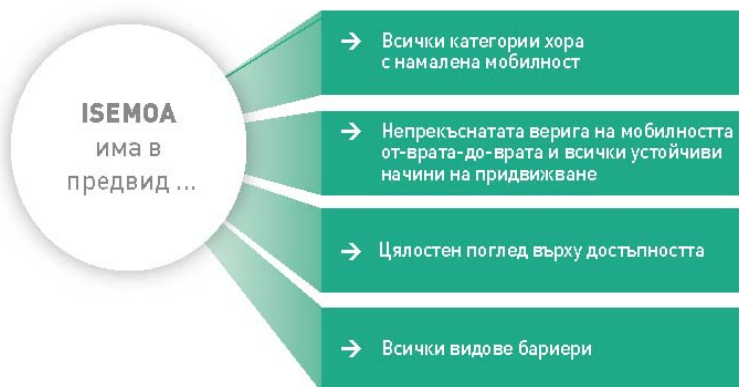 ISEMOA
има в
предвид ...
→ Всички категории хора
с намалена мобилност
→ Непрекъснатата верига на мобилността
от-врата-до-врата и всички устойчиви
начини на придвижване
→ Цялостен поглед върху достъпността
→ Всички видове бариери